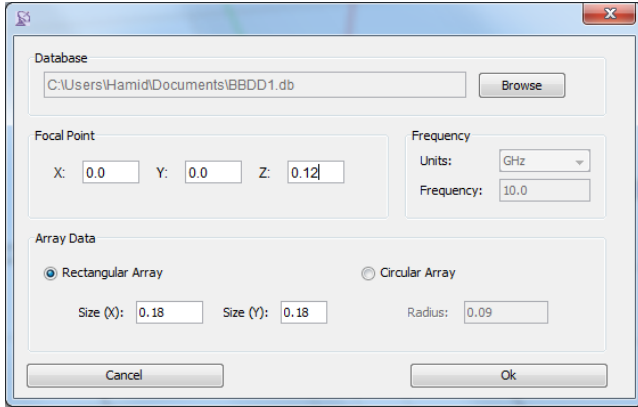 Database
C:\Users\Hamid\Documents\BBDD1.db Browse
Focal Point
X: 0.0 Y: 0.0 Z: 0.12
Frequency
Units: GHz
Frequency: 10.0
Array Data
Rectangular Array Circular Array
Size (X): 0.18 Size (Y): 0.18 Radius: 0.09
Cancel Ok